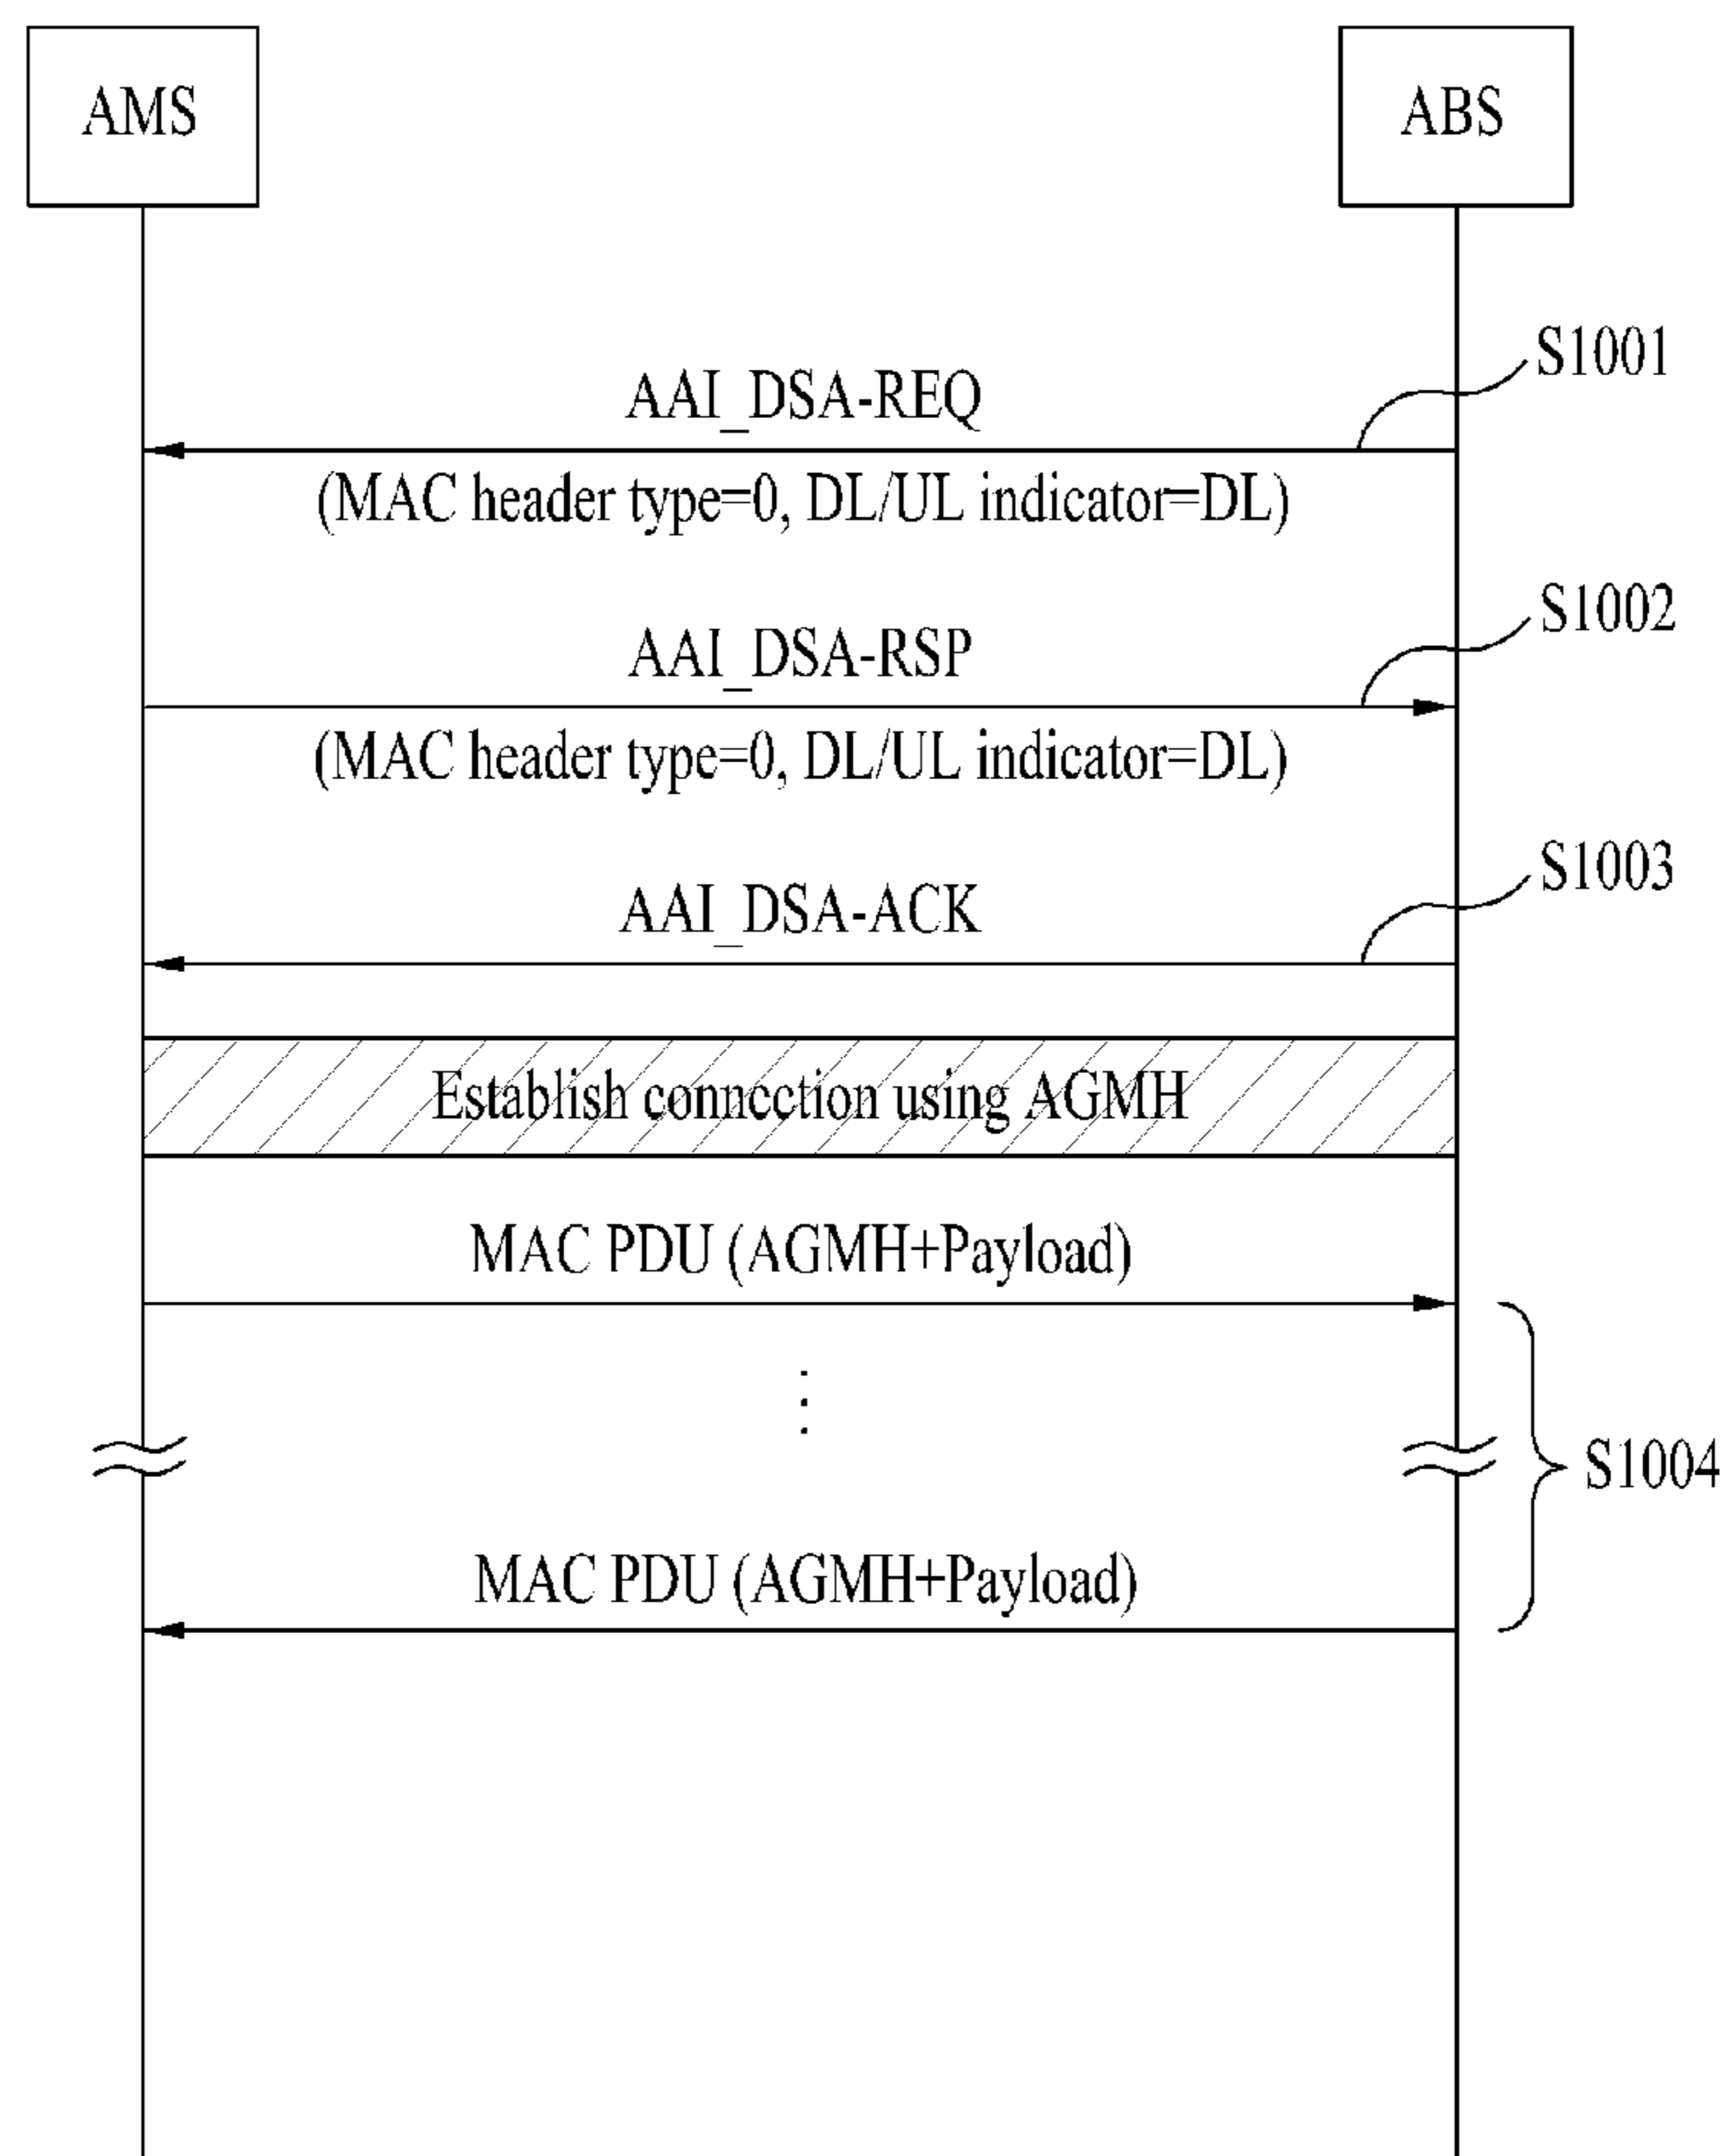 AMS
ABS
S1001
AAI_DSA-REQ
(MAC header type=0, DL/UL indicator=DL)
S1002
AAI_DSA-RSP
(MAC header type=0, DL/UL indicator=DL)
S1003
AAI_DSA-ACK
Establish connection using AGMH
MAC PDU (AGMH+Payload)
S1004
MAC PDU (AGMH+Payload)